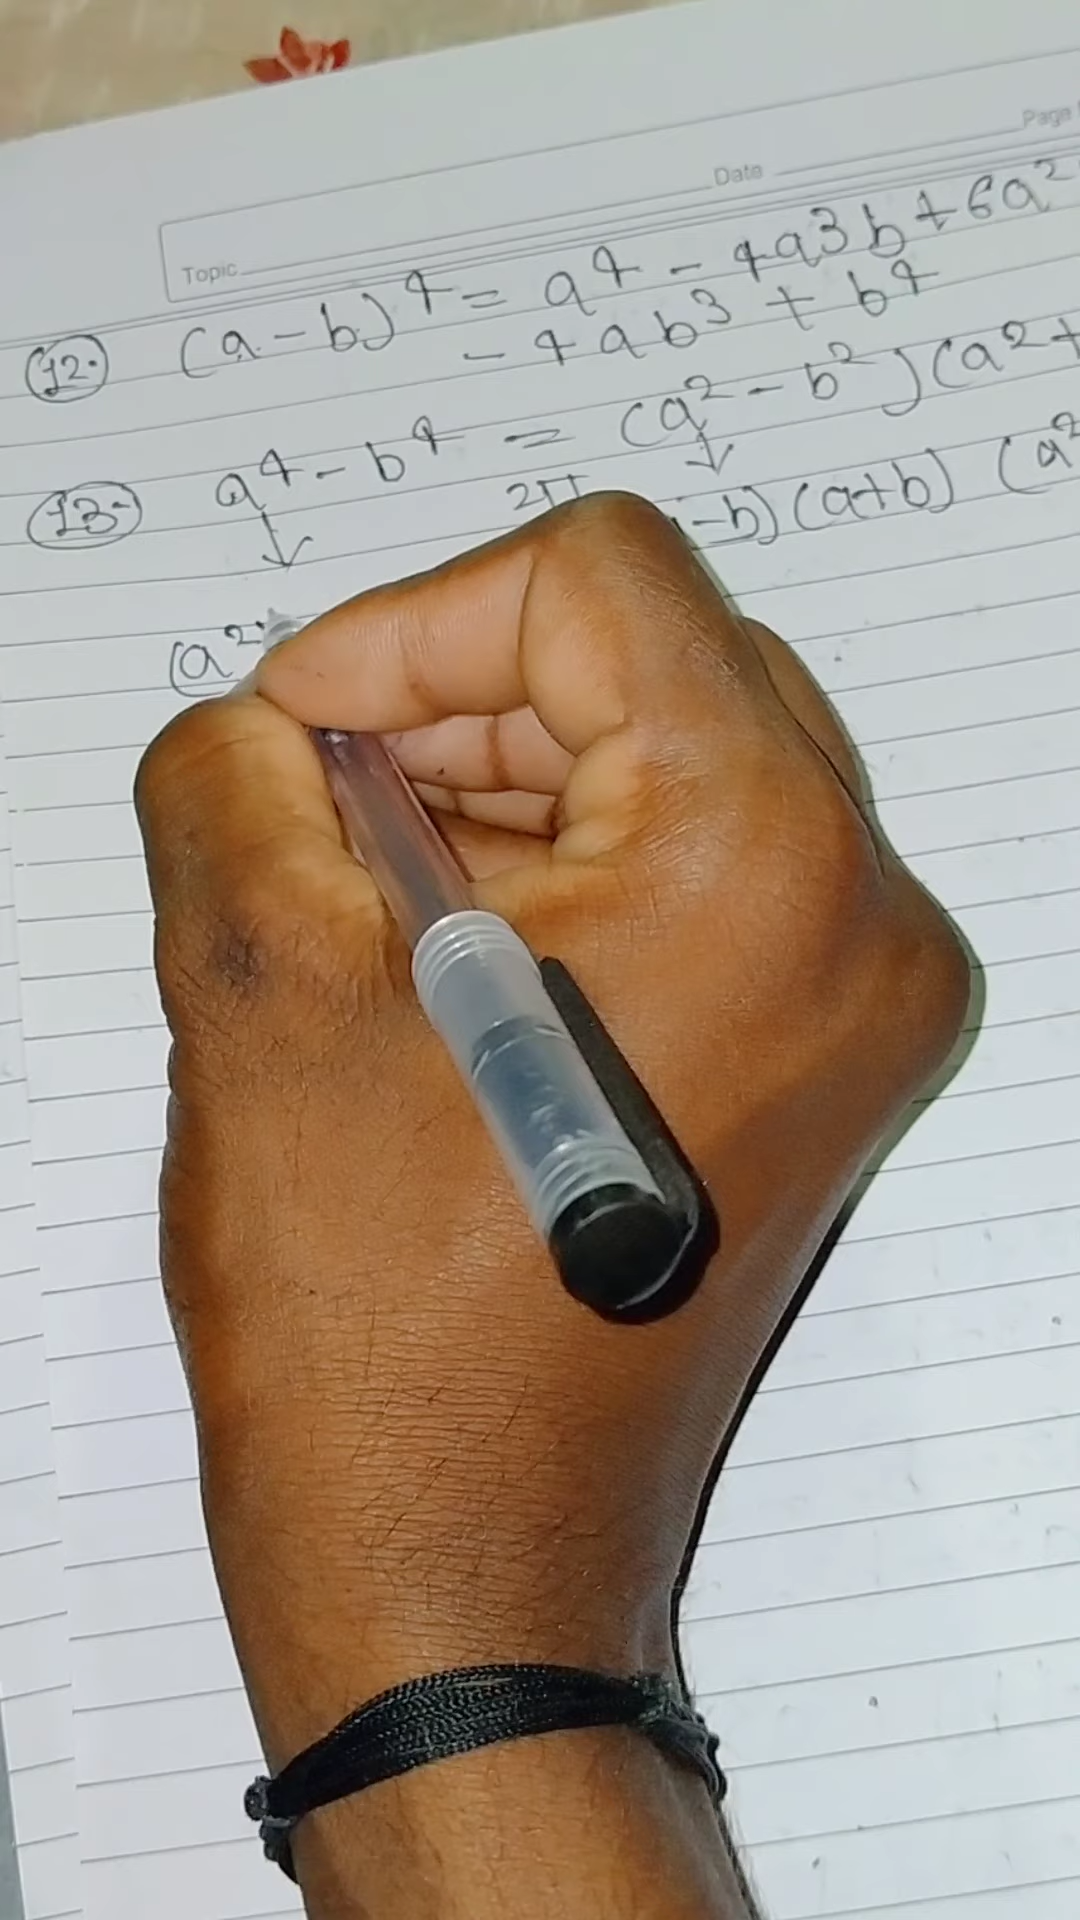 Page
Date
Topic
12. (a-b)⁴ = a⁴ - 4a3b+6a²
- 4ab³ + b⁴
13. a⁴ - b⁴ = (a² - b²)(a²+
↓ ↓
-b)(a+b) (a²
(a²